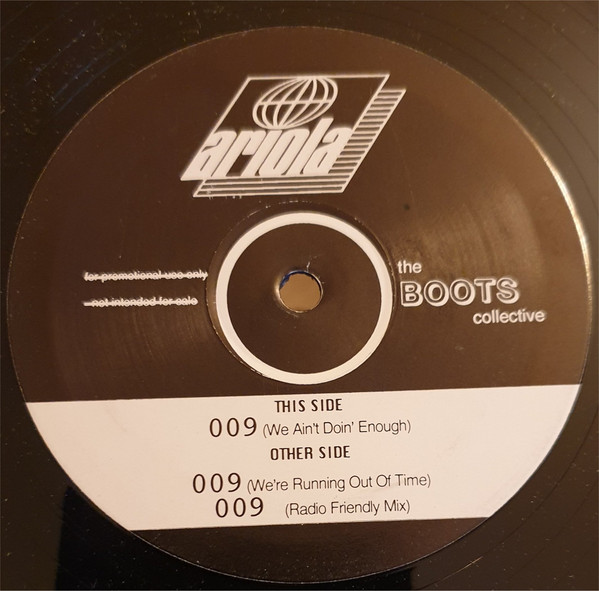 ariola
for promotional use only
not intended for sale
the
BOOTS
collective
THIS SIDE
009 (We Ain't Doin' Enough)
OTHER SIDE
009 (We're Running Out Of Time)
009 (Radio Friendly Mix)